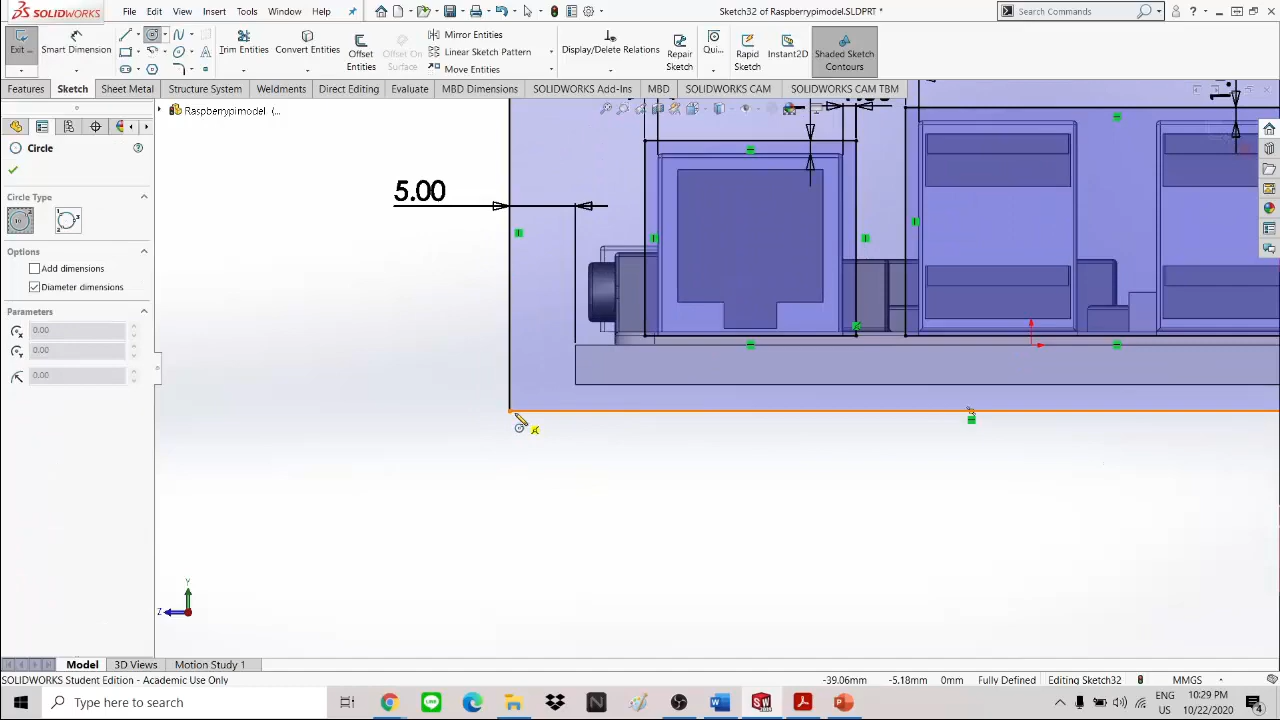 SOLIDWORKS
File Edit View Insert Tools Window Help
Sketch32 of Raspberrypimodel.SLDPRT *
Search Commands
Exit ...
Smart Dimension
Trim Entities
Convert Entities
Offset Entities
Offset On Surface
Mirror Entities
Linear Sketch Pattern
Move Entities
Display/Delete Relations
Repair Sketch
Qui...
Rapid Sketch
Instant2D
Shaded Sketch Contours
Features Sketch Sheet Metal Structure System Weldments Direct Editing Evaluate MBD Dimensions SOLIDWORKS Add-Ins MBD SOLIDWORKS CAM SOLIDWORKS CAM TBM
Raspberrypimodel (...
Circle
Circle Type
Options
Add dimensions
Diameter dimensions
Parameters
0.00
0.00
0.00
5.00
Y
Z
Model 3D Views Motion Study 1
SOLIDWORKS Student Edition - Academic Use Only
-39.06mm -5.18mm 0mm Fully Defined Editing Sketch32 MMGS
Type here to search
ENG
US
10:29 PM
10/22/2020